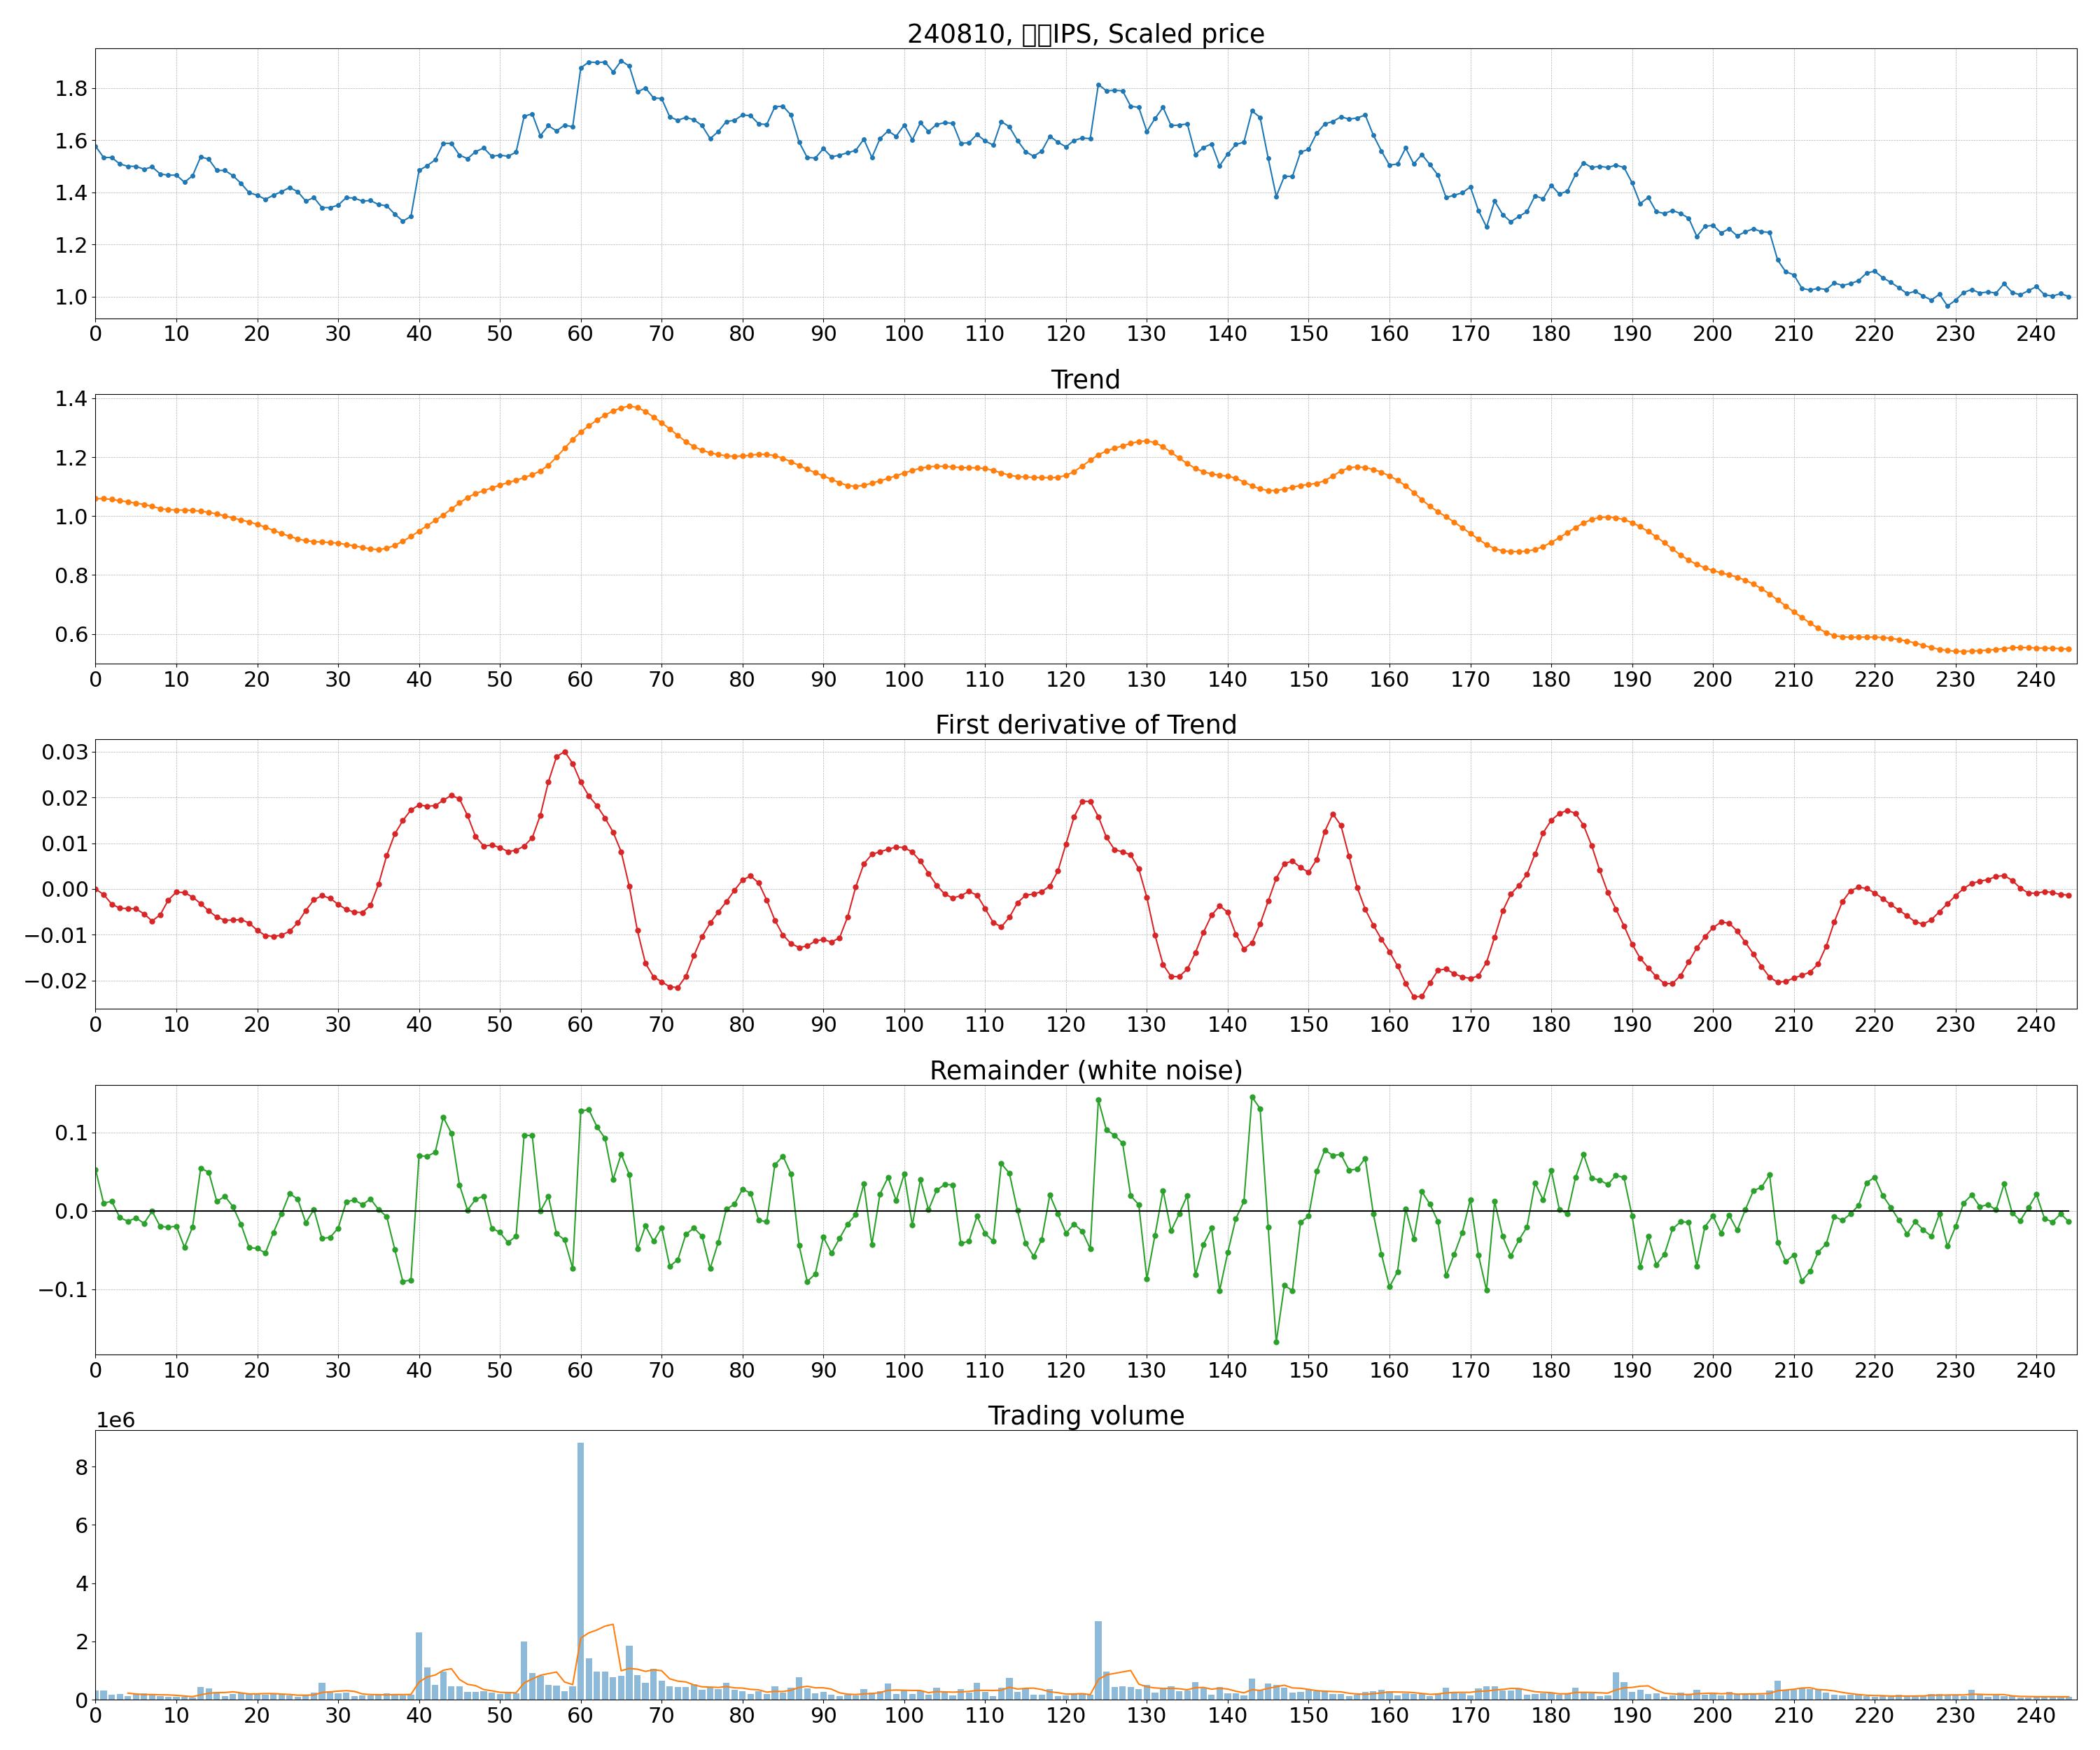 240810, IPS, Scaled price
1.8
1.6
1.4
1.2
1.0
0 10 20 30 40 50 60 70 80 90 100 110 120 130 140 150 160 170 180 190 200 210 220 230 240
Trend
1.4
1.2
1.0
0.8
0.6
0 10 20 30 40 50 60 70 80 90 100 110 120 130 140 150 160 170 180 190 200 210 220 230 240
First derivative of Trend
0.03
0.02
0.01
0.00
−0.01
−0.02
0 10 20 30 40 50 60 70 80 90 100 110 120 130 140 150 160 170 180 190 200 210 220 230 240
Remainder (white noise)
0.1
0.0
−0.1
0 10 20 30 40 50 60 70 80 90 100 110 120 130 140 150 160 170 180 190 200 210 220 230 240
Trading volume
1e6
8
6
4
2
0
0 10 20 30 40 50 60 70 80 90 100 110 120 130 140 150 160 170 180 190 200 210 220 230 240